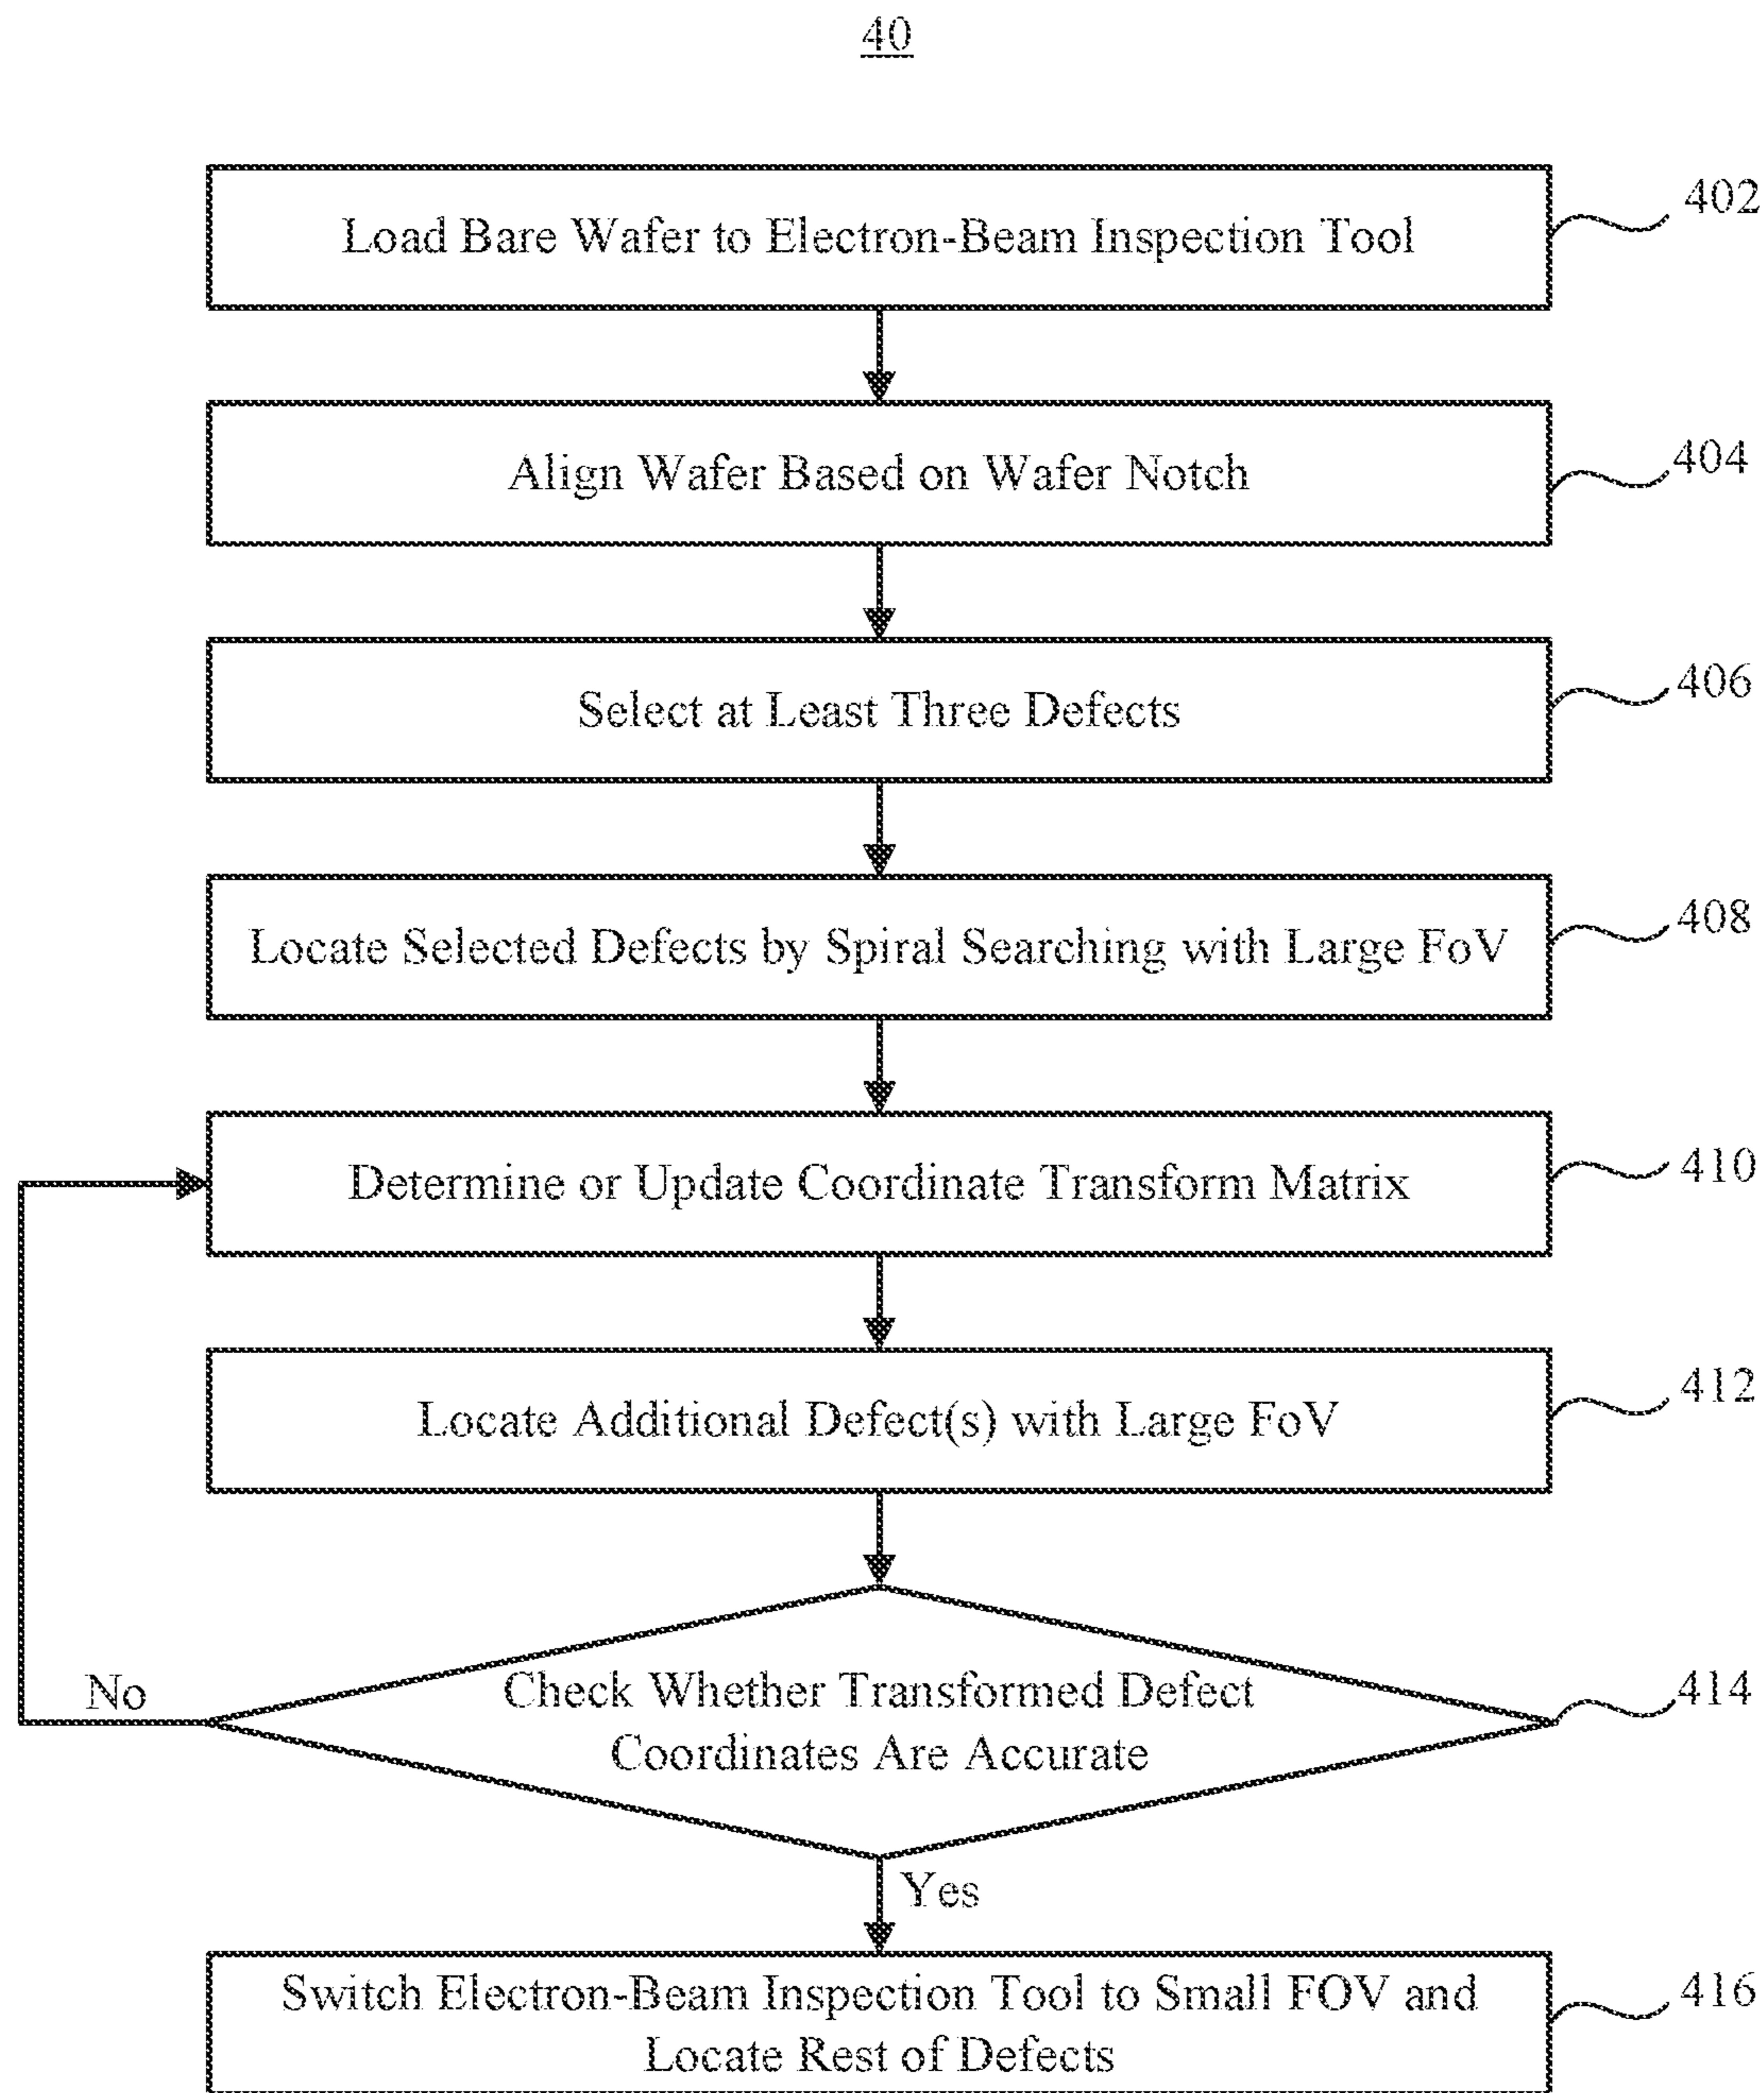 40
Load Bare Wafer to Electron-Beam Inspection Tool
402
Align Wafer Based on Wafer Notch
404
Select at Least Three Defects
406
Locate Selected Defects by Spiral Searching with Large FoV
408
Determine or Update Coordinate Transform Matrix
410
Locate Additional Defect(s) with Large FoV
412
Check Whether Transformed Defect
Coordinates Are Accurate
414
No
Yes
Switch Electron-Beam Inspection Tool to Small FOV and
Locate Rest of Defects
416